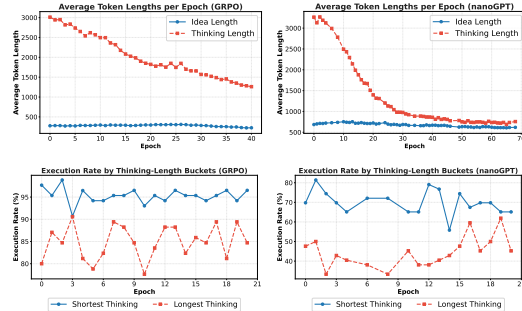 Average Token Lengths per Epoch (GRPO)
Average Token Length
3000
2500
2000
1500
1000
500
0 5 10 15 20 25 30 35 40
Epoch
Idea Length
Thinking Length
Average Token Lengths per Epoch (nanoGPT)
Average Token Length
3000
2500
2000
1500
1000
500
0 10 20 30 40 50 60 70
Epoch
Idea Length
Thinking Length
Execution Rate by Thinking-Length Buckets (GRPO)
Execution Rate (%)
95
90
85
80
0 3 6 9 12 15 18 21
Epoch
Execution Rate by Thinking-Length Buckets (nanoGPT)
Execution Rate (%)
80
70
60
50
40
0 3 6 9 12 15 18 21
Epoch
Shortest Thinking Longest Thinking
Shortest Thinking Longest Thinking